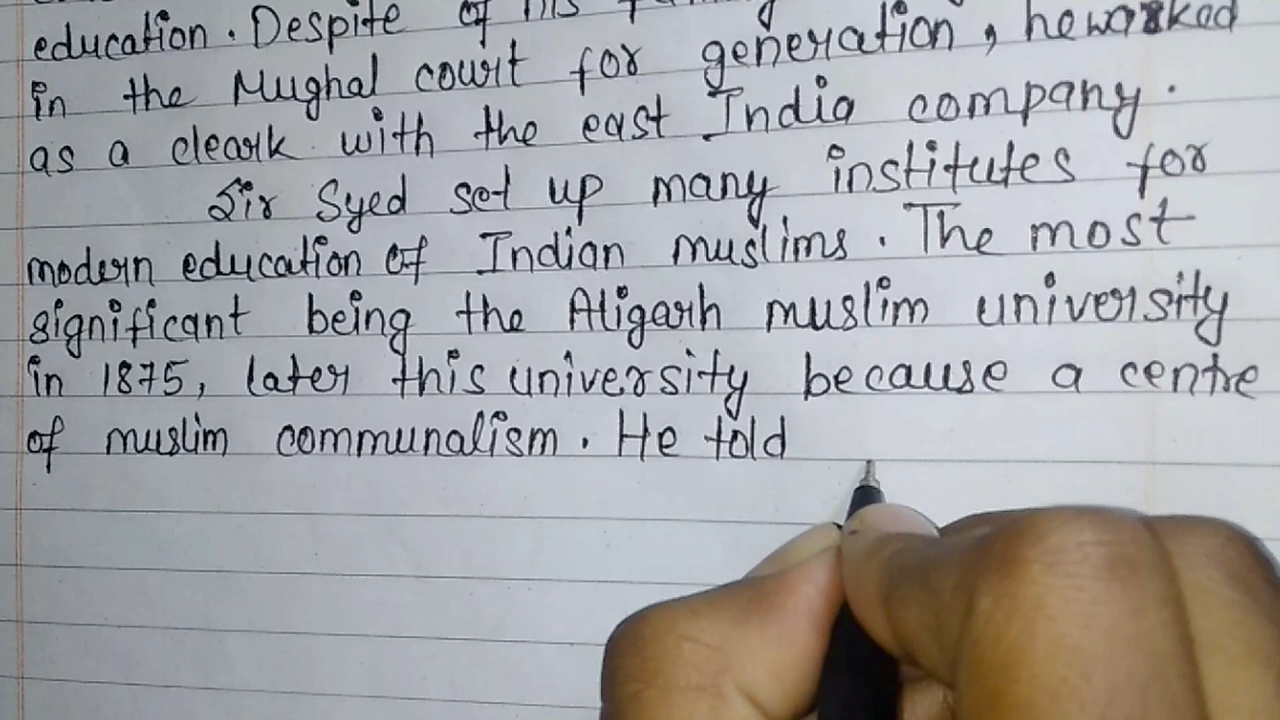 education. Despite of his
in the Mughal court for generation, he worked
as a cleark with the east India company.
Sir Syed set up many institutes for
modern education of Indian muslims. The most
significant being the Aligarh muslim university
in 1875, later this university because a centre
of muslim communalism. He told